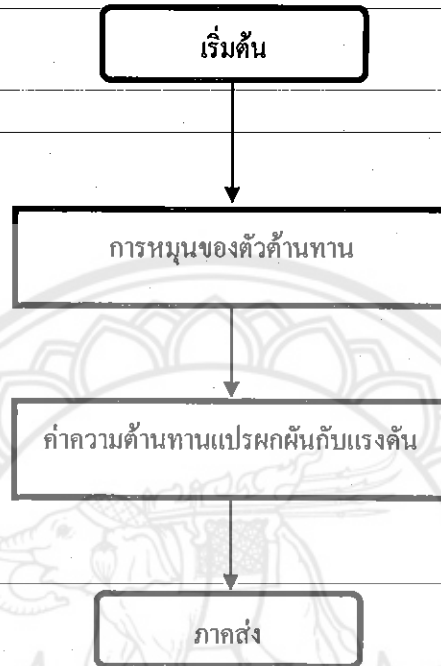 เริ่มต้น
การหมุนของตัวต้านทาน
ค่าความต้านทานแปรผกผันกับแรงดัน
ภาคส่ง